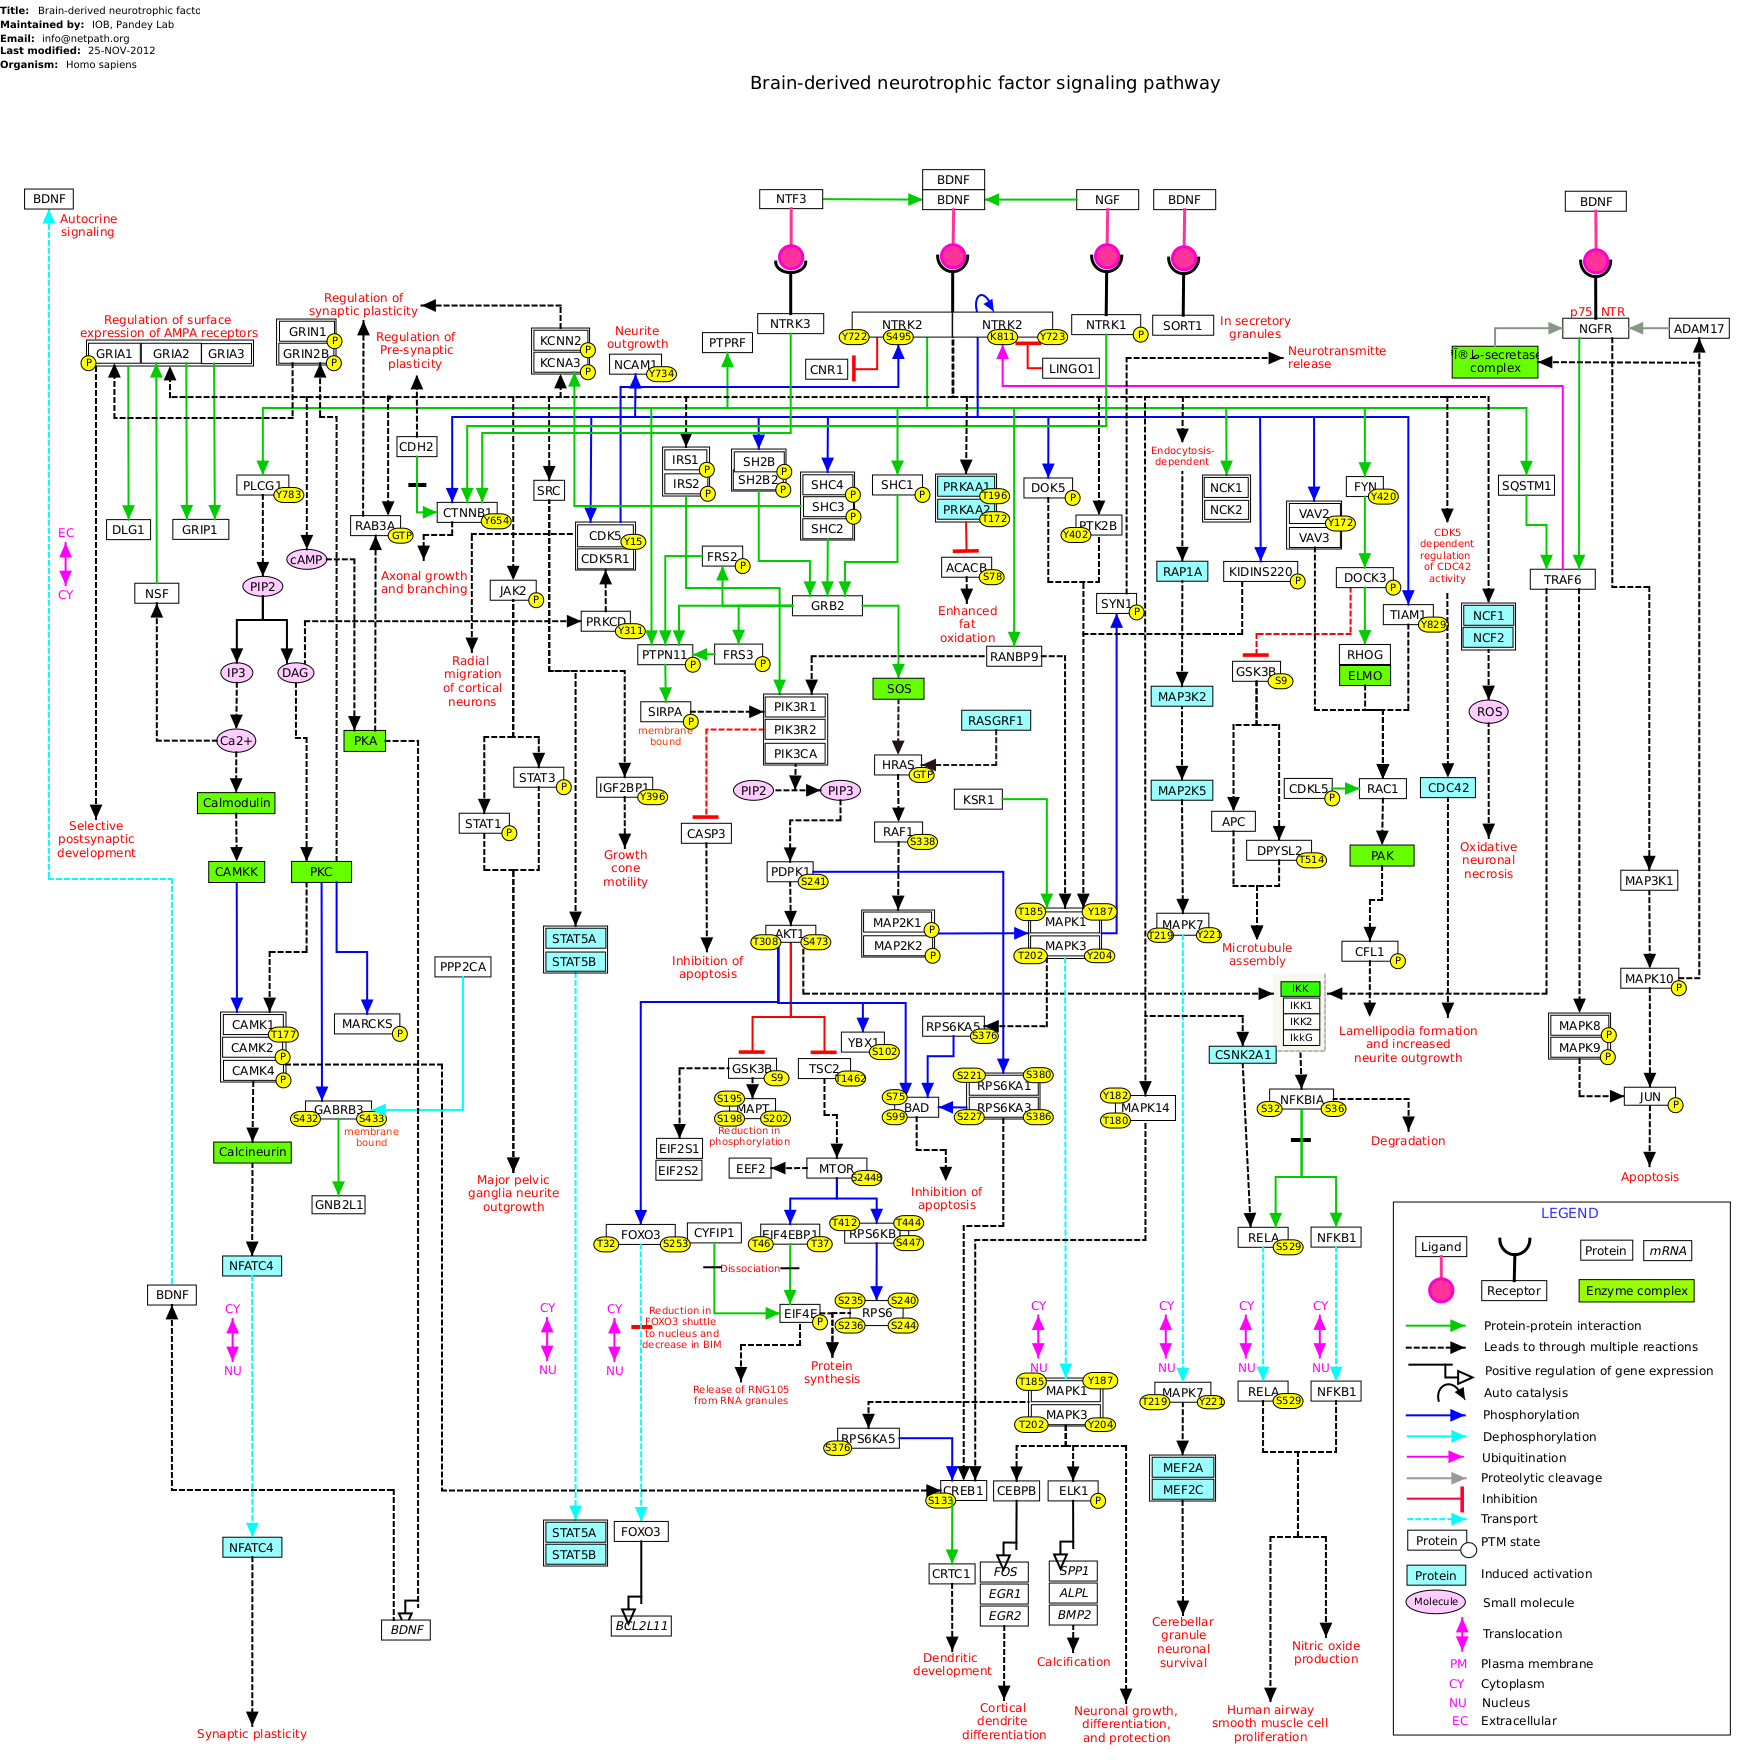 Title: Brain-derived neurotrophic facto
Maintained by: IOB, Pandey Lab
Email: info@netpath.org
Last modified: 25-NOV-2012
Organism: Homo sapiens
Brain-derived neurotrophic factor signaling pathway
BDNF
Autocrine
signaling
NTF3
BDNF
BDNF
NGF
BDNF
BDNF
Regulation of
synaptic plasticity
Regulation of surface
expression of AMPA receptors
GRIA1 GRIA2 GRIA3
P
GRIN1
P
GRIN2B
P
Regulation of
Pre-synaptic
plasticity
KCNN2
P
KCNA3
P
Neurite
outgrowth
NCAM1
Y734
PTPRF
NTRK3
NTRK2 NTRK2
Y722 S495 K811 Y723
NTRK1
P
SORT1
In secretory
granules
CNR1
LINGO1
Neurotransmitte
release
p75 NTR
NGFR
ADAM17
-secretase
complex
CDH2
PLCG1
Y783
DLG1
GRIP1
RAB3A
GTP
CTNNB1
Y654
SRC
IRS1
P
IRS2
P
SH2B
P
SH2B2
P
SHC4
P
SHC3
P
SHC2
SHC1
P
PRKAA1
T196
PRKAA2
T172
DOK5
P
PTK2B
Y402
Endocytosis-
dependent
NCK1
NCK2
VAV2
Y172
VAV3
FYN
Y420
SQSTM1
CDK5
dependent
regulation
of CDC42
activity
EC
CY
cAMP
PIP2
NSF
Axonal growth
and branching
CDK5
Y15
CDK5R1
FRS2
P
ACACB
S78
Enhanced
fat
oxidation
RAP1A
KIDINS220
P
DOCK3
P
TRAF6
JAK2
P
PRKCD
Y311
GRB2
SYN1
P
TIAM1
Y829
NCF1
NCF2
IP3
DAG
Radial
migration
of cortical
neurons
PTPN11
P
FRS3
P
RANBP9
RHOG
ELMO
GSK3B
S9
SOS
MAP3K2
ROS
SIRPA
P
membrane
bound
PIK3R1
PIK3R2
PIK3CA
RASGRF1
Ca2+
PKA
STAT3
P
HRAS
GTP
IGF2BP1
Y396
PIP2
PIP3
KSR1
MAP2K5
CDKL5
P
RAC1
CDC42
Calmodulin
STAT1
P
CASP3
RAF1
S338
APC
DPYSL2
T514
PAK
Selective
postsynaptic
development
Growth
cone
motility
Oxidative
neuronal
necrosis
CAMKK
PKC
PDPK1
S241
MAP3K1
MAP2K1
P
MAP2K2
P
T185 Y187
MAPK1
MAPK3
T202 Y204
MAPK7
T219 Y221
AKT1
T308 S473
STAT5A
STAT5B
Microtubule
assembly
CFL1
P
Inhibition of
apoptosis
PPP2CA
MAPK10
P
IKK
IKK1
IKK2
IkkG
Lamellipodia formation
and increased
neurite outgrowth
CAMK1
T177
CAMK2
P
CAMK4
P
MARCKS
P
YBX1
S102
RPS6KA5
S376
CSNK2A1
MAPK8
P
MAPK9
P
GSK3B
S9
TSC2
T1462
S195
MAPT
S198 S202
Reduction in
phosphorylation
S75
BAD
S99
S221 S380
RPS6KA1
RPS6KA3
S227 S386
Y182
MAPK14
T180
NFKBIA
S32 S36
JUN
P
GABRB3
S432 S433
membrane
bound
Degradation
Calcineurin
EIF2S1
EIF2S2
EEF2
MTOR
S2448
Major pelvic
ganglia neurite
outgrowth
Inhibition of
apoptosis
Apoptosis
GNB2L1
FOXO3
T32 S253
CYFIP1
EIF4EBP1
T46 T37
T412 T444
RPS6KB
S447
RELA
S529
NFKB1
NFATC4
Dissociation
BDNF
CY
NU
CY
NU
CY
NU
Reduction in
FOXO3 shuttle
to nucleus and
decrease in BIM
EIF4E
P
S235 S240
RPS6
S236 S244
CY
NU
CY
NU
CY
NU
CY
NU
Protein
synthesis
Release of RNG105
from RNA granules
T185 Y187
MAPK1
MAPK3
T202 Y204
MAPK7
T219 Y221
RELA
S529
NFKB1
RPS6KA5
S376
CREB1
S133
CEBPB
ELK1
P
MEF2A
MEF2C
NFATC4
STAT5A
STAT5B
FOXO3
CRTC1
FOS
EGR1
EGR2
SPP1
ALPL
BMP2
BDNF
BCL2L11
Dendritic
development
Calcification
Cerebellar
granule
neuronal
survival
Nitric oxide
production
Synaptic plasticity
Cortical
dendrite
differentiation
Neuronal growth,
differentiation,
and protection
Human airway
smooth muscle cell
proliferation
LEGEND
Ligand
Receptor
Protein
mRNA
Enzyme complex
Protein-protein interaction
Leads to through multiple reactions
Positive regulation of gene expression
Auto catalysis
Phosphorylation
Dephosphorylation
Ubiquitination
Proteolytic cleavage
Inhibition
Transport
Protein PTM state
Protein Induced activation
Molecule Small molecule
Translocation
PM Plasma membrane
CY Cytoplasm
NU Nucleus
EC Extracellular